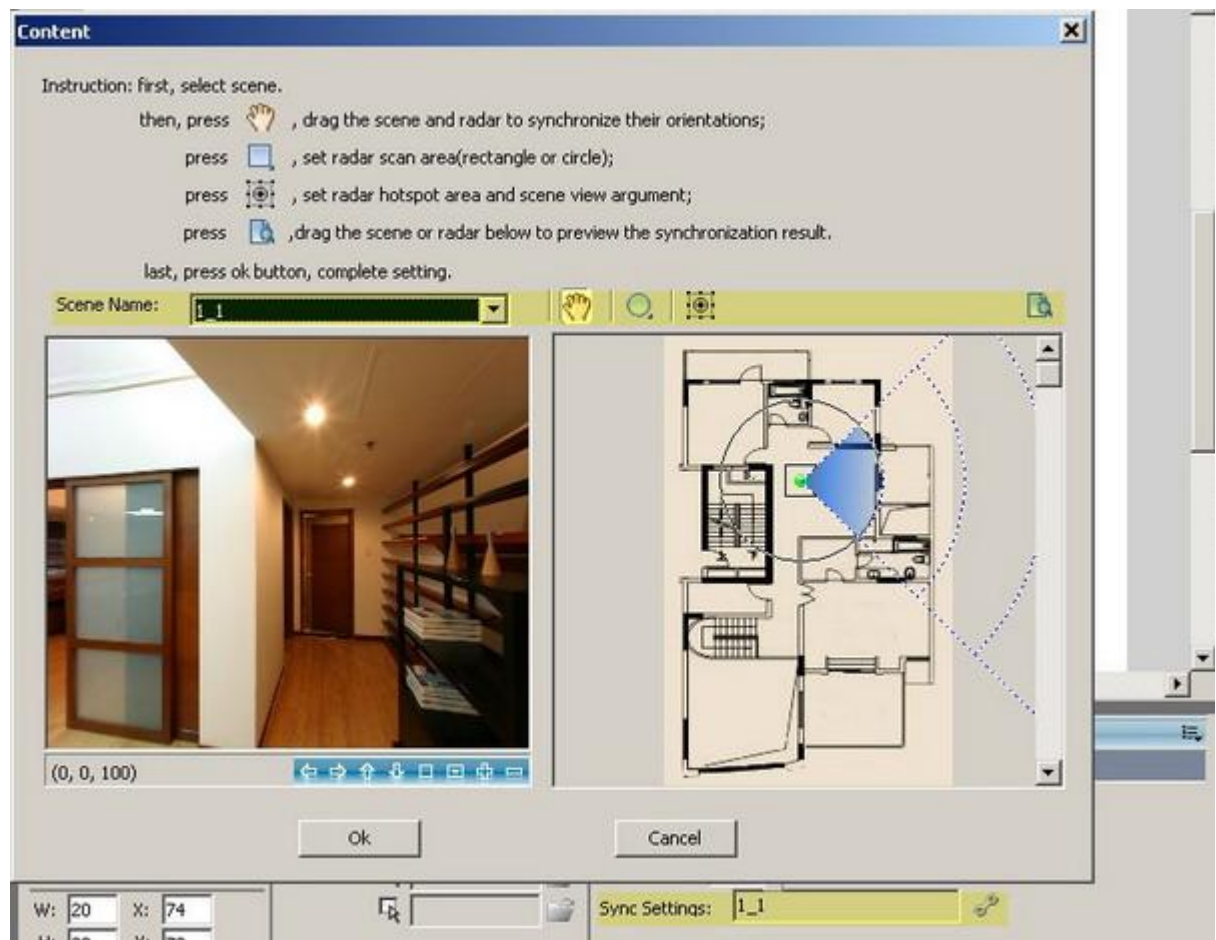 Content
Instruction: first, select scene.
then, press , drag the scene and radar to synchronize their orientations;
press , set radar scan area(rectangle or circle);
press , set radar hotspot area and scene view argument;
press ,drag the scene or radar below to preview the synchronization result.
last, press ok button, complete setting.
Scene Name: 1_1
(0, 0, 100)
Ok Cancel
W: 20 X: 74 Sync Settings: 1_1